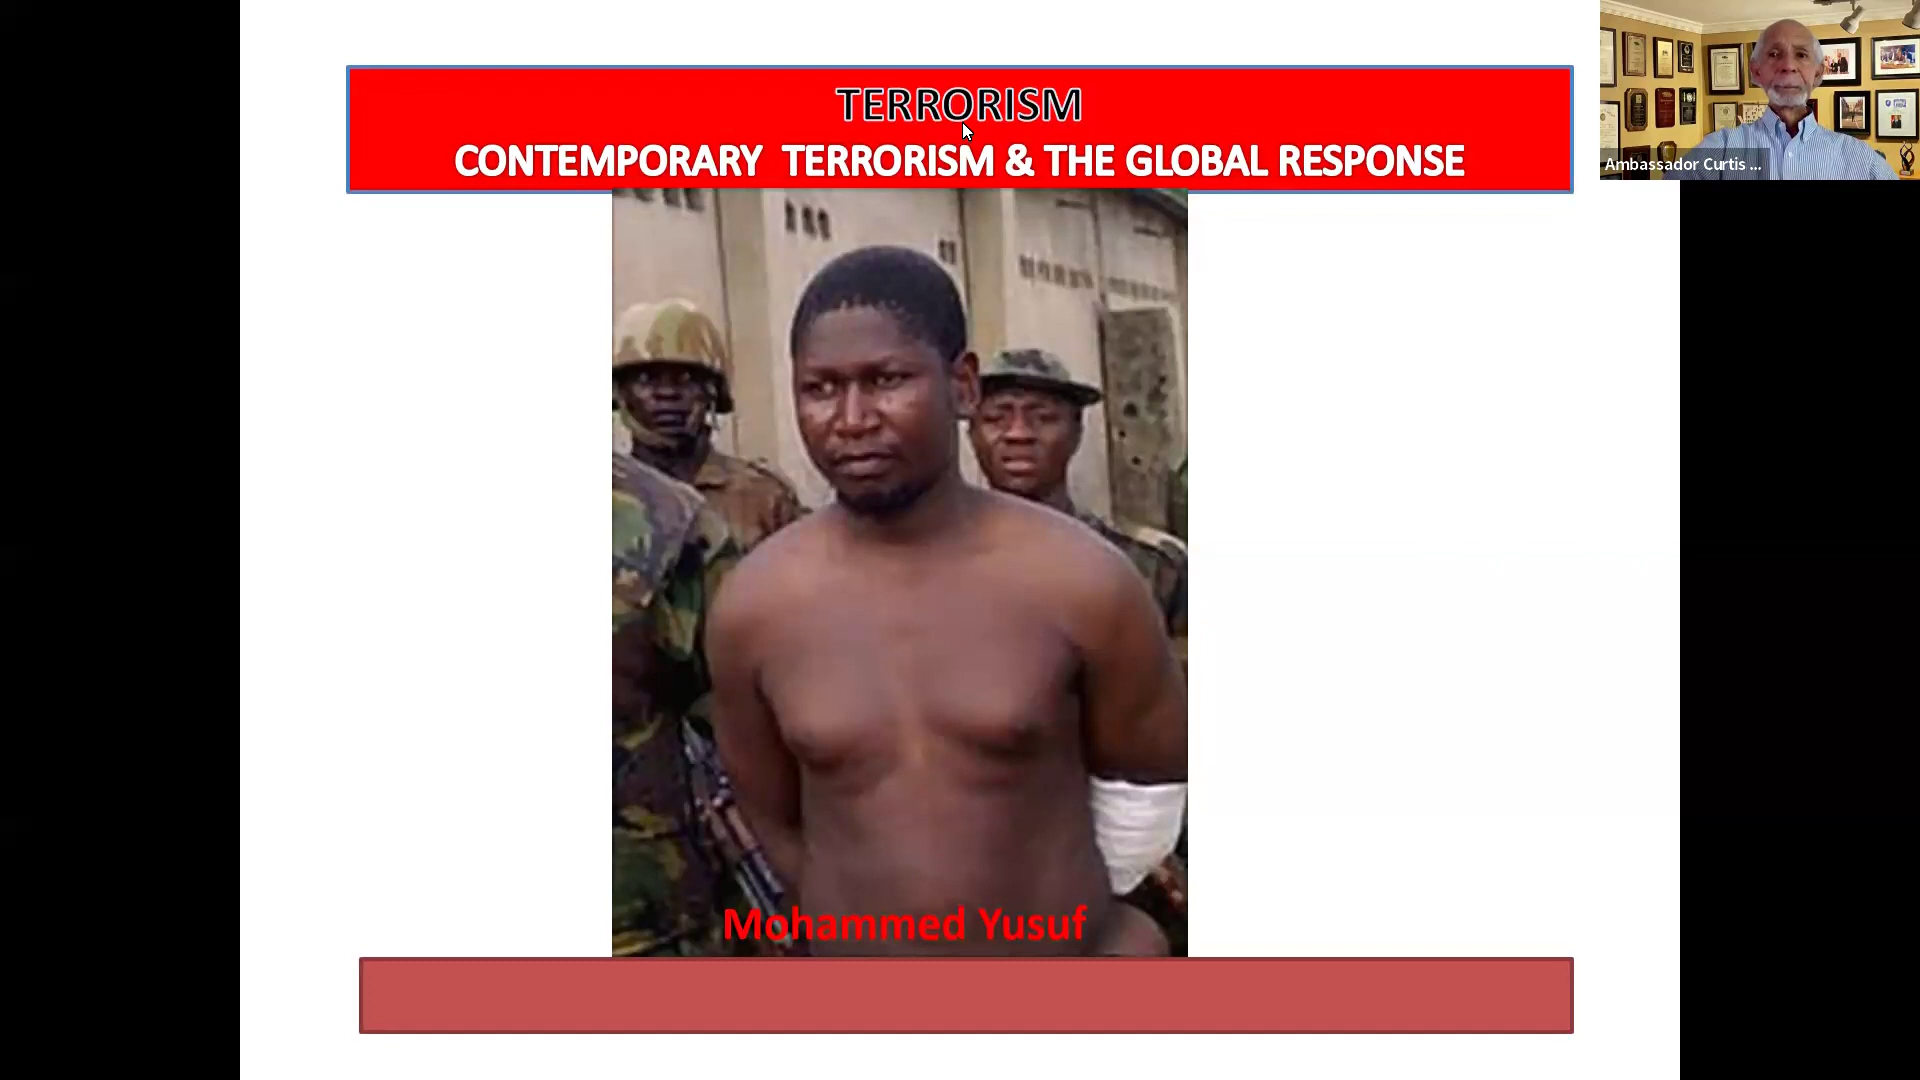 TERRORISM
CONTEMPORARY TERRORISM & THE GLOBAL RESPONSE
Ambassador Curtis ...
Mohammed Yusuf